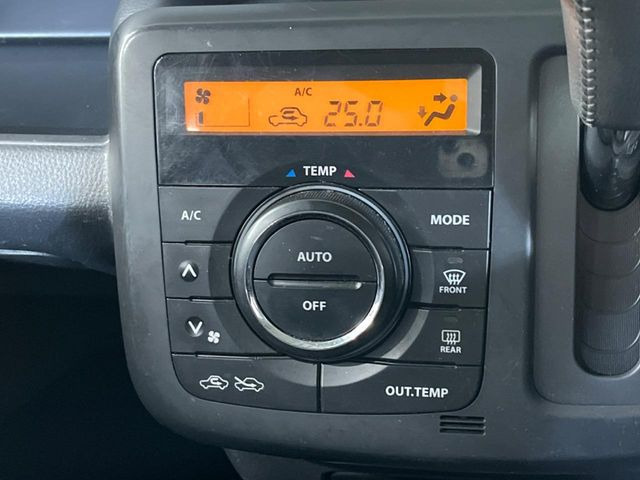 A/C
25.0
TEMP
A/C
MODE
AUTO
OFF
FRONT
REAR
OUT.TEMP